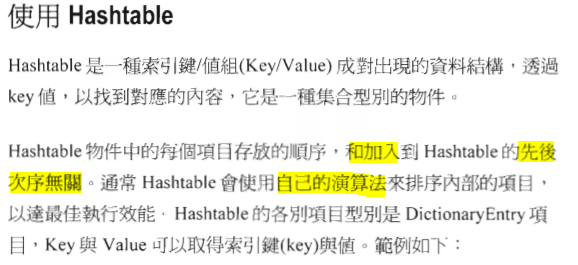 使用 Hashtable
Hashtable 是一種索引鍵/值組(Key/Value) 成對出現的資料結構，透過
key 值，以找到對應的內容，它是一種集合型別的物件。
Hashtable 物件中的每個項目存放的順序，和加入到 Hashtable 的先後
次序無關。通常 Hashtable 會使用自己的演算法來排序內部的項目，
以達最佳執行效能．Hashtable 的各別項目型別是 DictionaryEntry 項
目，Key 與 Value 可以取得索引鍵(key)與值。範例如下：